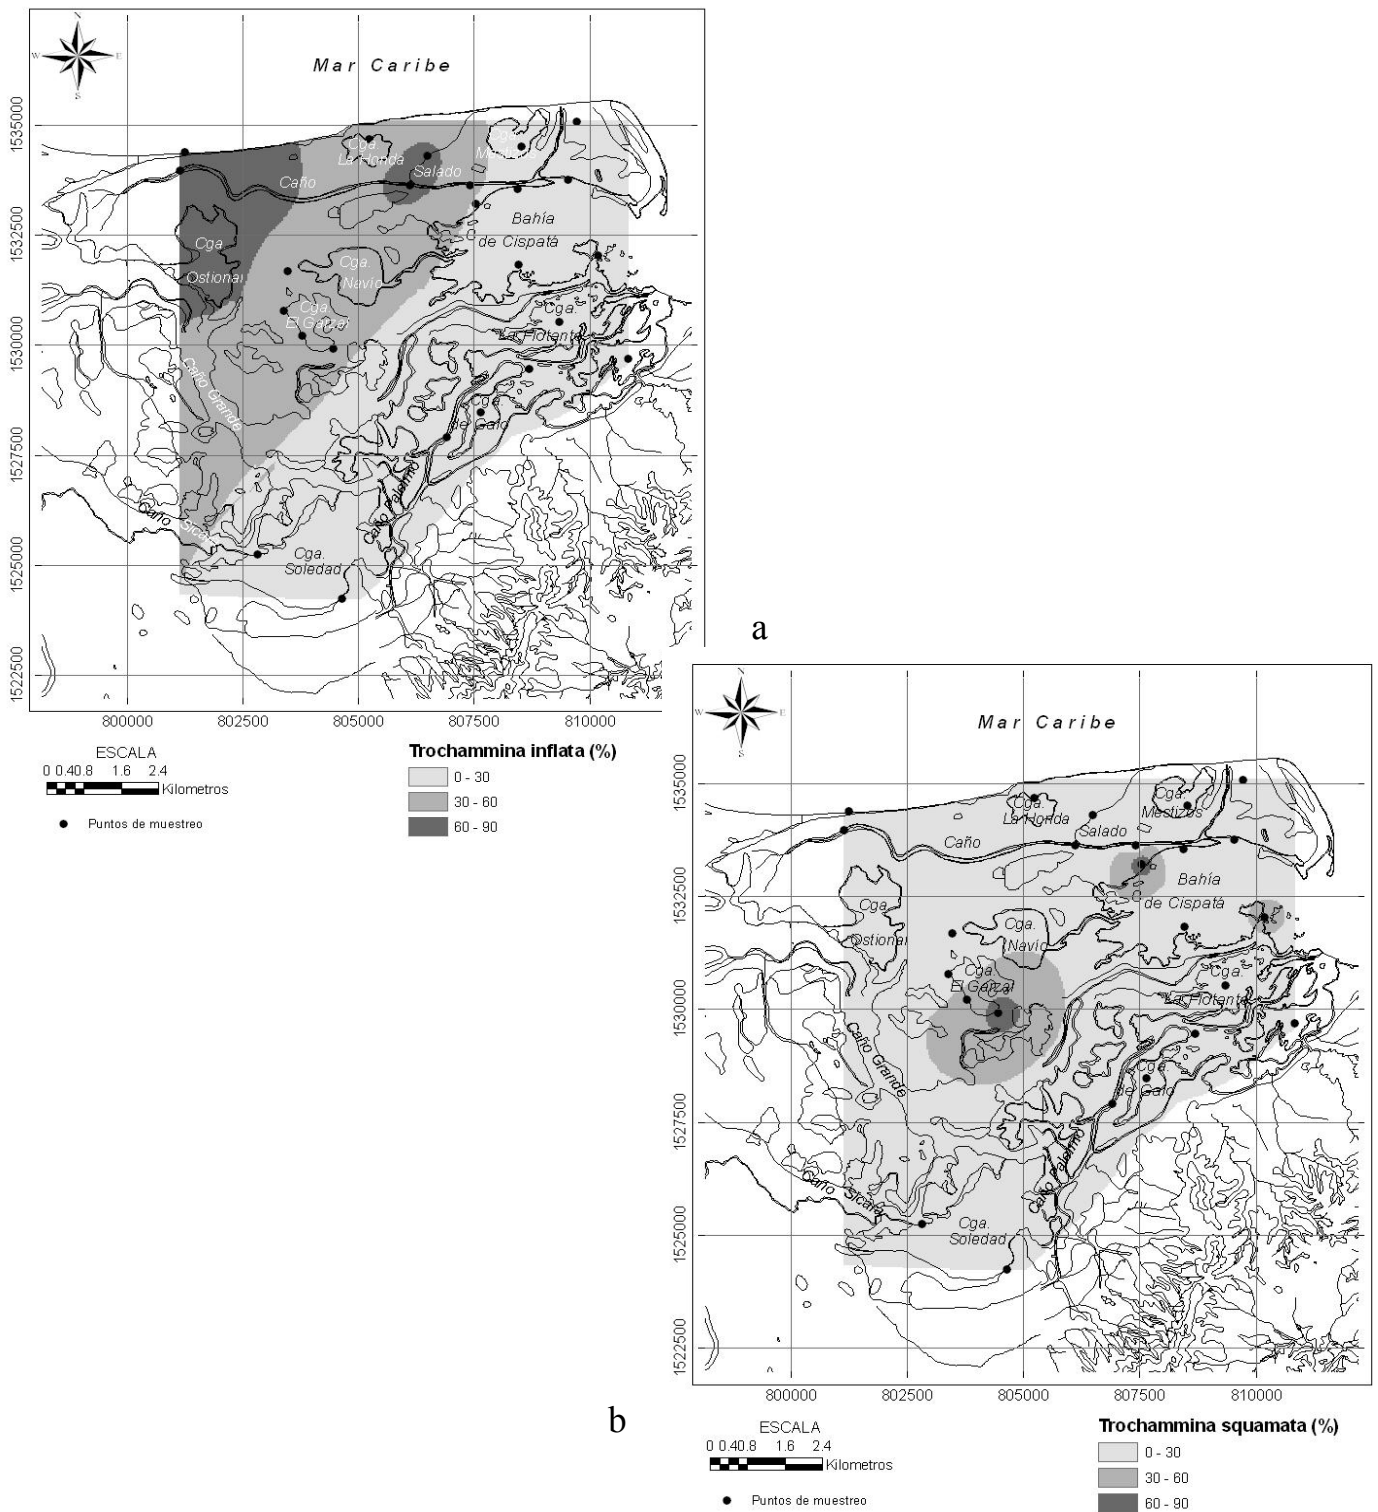 N
W
E
S
Mar Caribe
1535000
1532500
1530000
1527500
1525000
1522500
Cga.
La Honda
Cga.
Mestizos
Salado
Caño
Bahía
de Cispatá
Cga
Ostional
Cga.
Navío
Cga.
El Garzal
Cga.
La Flotante
Caño Grande
Cga
de Galo
Caño Palermo
Caño Sicará
Cga.
Soledad
800000 802500 805000 807500 810000
ESCALA
0 0.40.8 1.6 2.4
Kilometros
Puntos de muestreo
Trochammina inflata (%)
0 - 30
30 - 60
60 - 90
a
N
W
E
S
Mar Caribe
1535000
1532500
1530000
1527500
1525000
1522500
Cga.
La Honda
Cga.
Mestizos
Salado
Caño
Bahía
de Cispatá
Cga.
Ostional
Cga.
Navío
Cga.
El Garzal
Cga.
La Flotante
Caño Grande
Cga
de Galo
Caño Palermo
Caño Sicará
Cga.
Soledad
800000 802500 805000 807500 810000
b
ESCALA
0 0.40.8 1.6 2.4
Kilometros
Puntos de muestreo
Trochammina squamata (%)
0 - 30
30 - 60
60 - 90